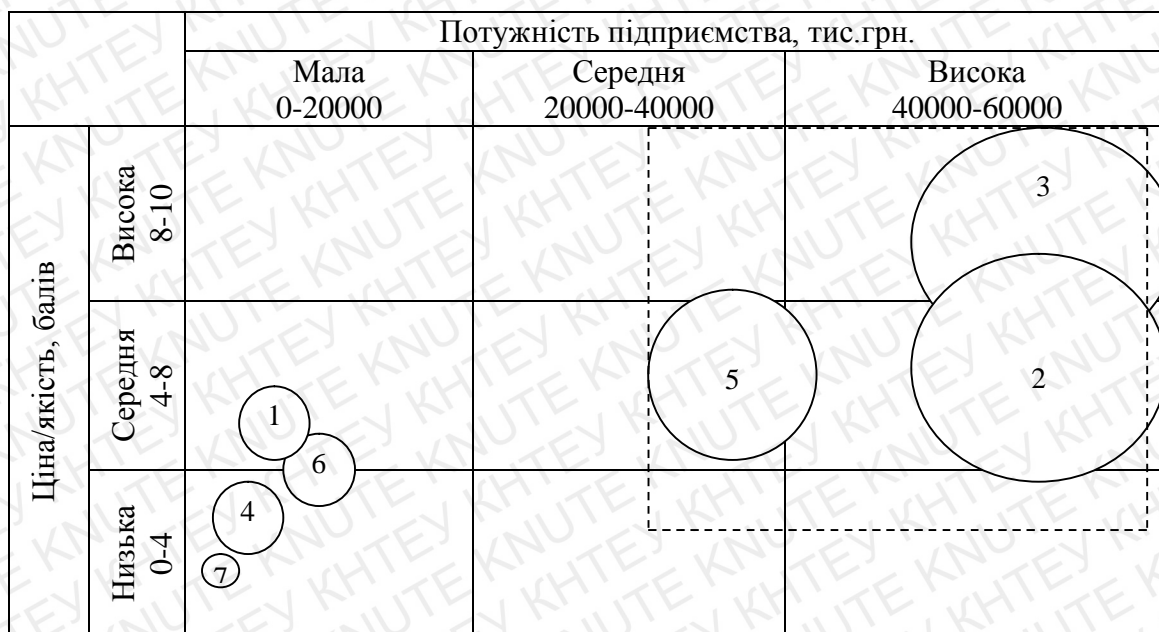 Потужність підприємства, тис.грн.
Мала
0-20000
Середня
20000-40000
Висока
40000-60000
Ціна/якість, балів
Висока
8-10
3
Середня
4-8
5
2
1
6
Низька
0-4
4
7